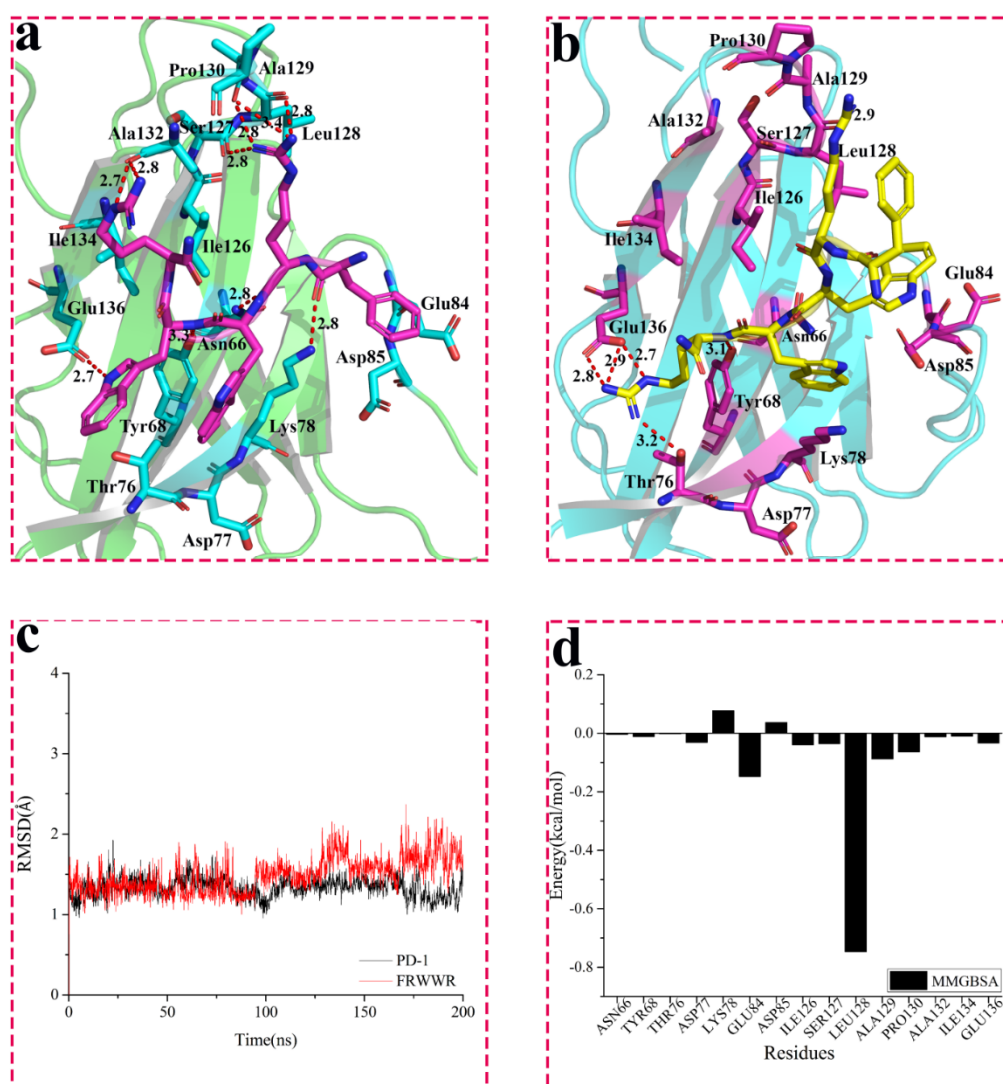 a
Pro130
Ala129
3.4
2.8
Ser127
2.8
Leu128
Ala132
2.8
2.7
2.8
Ile134
Ile126
Glu136
2.8
Glu84
3.3
Asn66
2.8
Asp85
2.7
Tyr68
Lys78
Thr76
Asp77
b
Pro130
Ala129
2.9
Ala132
Ser127
Leu128
Ile126
Ile134
Glu84
Glu136
Asn66
2.8
2.9
2.7
3.1
Asp85
Tyr68
3.2
Lys78
Thr76
Asp77
c
4
3
2
1
0
RMSD(Å)
PD-1
FRWWR
0 50 100 150 200
Time(ns)
d
0.2
0.0
-0.2
-0.4
-0.6
-0.8
Energy(kcal/mol)
MMGBSA
ASN66 TYR68 THR76 ASP77 LYS78 GLU84 ASP85 ILE126 SER127 LEU128 ALA129 PRO130 ALA132 ILE134 GLU136
Residues